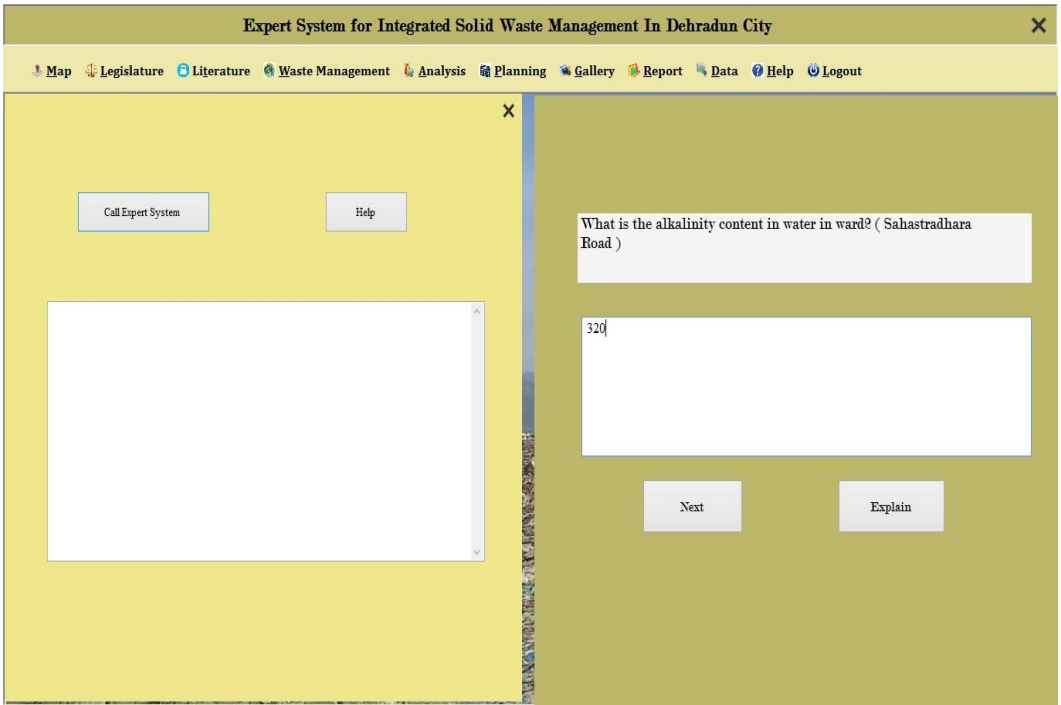 Expert System for Integrated Solid Waste Management In Dehradun City
Map Legislature Literature Waste Management Analysis Planning Gallery Report Data Help Logout
Call Expert System
Help
What is the alkalinity content in water in ward? ( Sahastradhara
Road )
320
Next
Explain